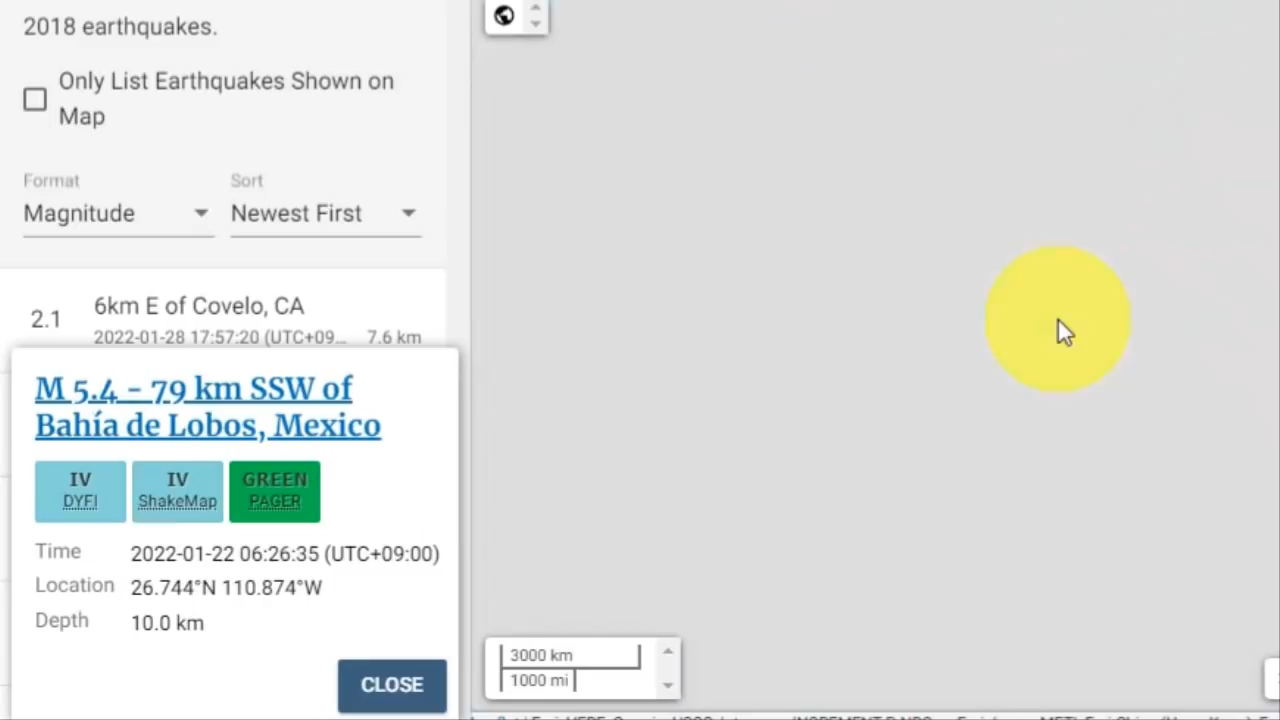 2018 earthquakes.
Only List Earthquakes Shown on
Map
Format
Sort
Magnitude
Newest First
2.1
6km E of Covelo, CA
2022-01-28 17:57:20 (UTC+09...
7.6 km
M 5.4 - 79 km SSW of
Bahía de Lobos, Mexico
IV
DYFI
IV
ShakeMap
GREEN
PAGER
Time
2022-01-22 06:26:35 (UTC+09:00)
Location
26.744°N 110.874°W
Depth
10.0 km
CLOSE
3000 km
1000 mi